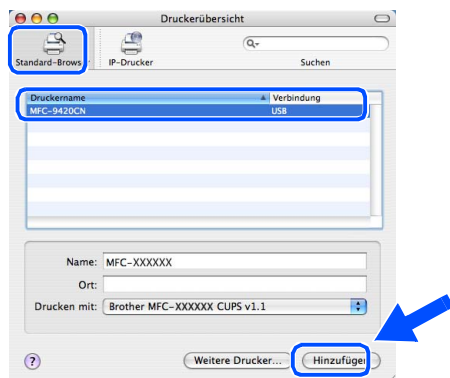 Druckerübersicht
Standard-Brows
IP-Drucker
Q-
Suchen
Druckername Verbindung
MFC-9420CN USB
Name: MFC-XXXXXX
Ort:
Drucken mit: Brother MFC-XXXXXX CUPS v1.1
? Weitere Drucker... Hinzufügen